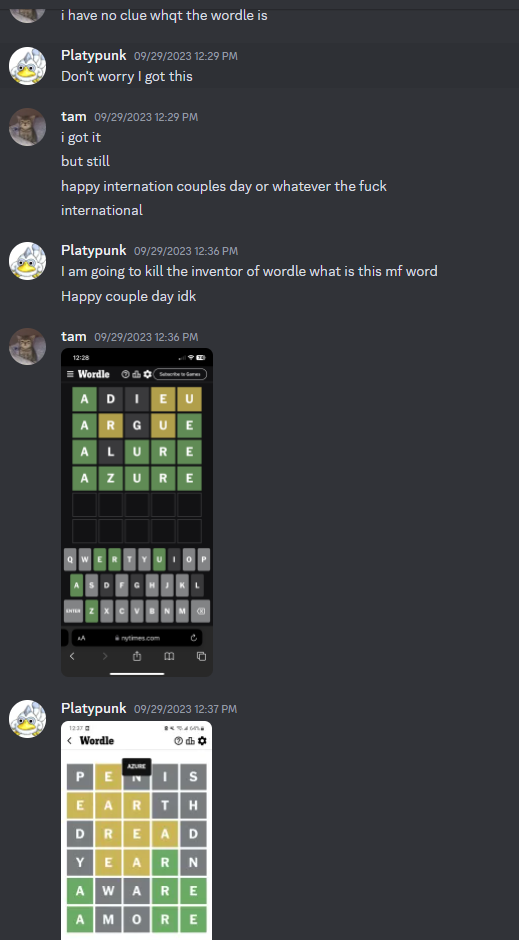 i have no clue whqt the wordle is
Platypunk 09/29/2023 12:29 PM
Don't worry I got this
tam 09/29/2023 12:29 PM
i got it
but still
happy internation couples day or whatever the fuck
international
Platypunk 09/29/2023 12:36 PM
I am going to kill the inventor of wordle what is this mf word
Happy couple day idk
tam 09/29/2023 12:36 PM
12:28
Wordle Subscribe to Games
A D I E U
A R G U E
A L U R E
A Z U R E
Q W E R T Y U I O P
A S D F G H J K L
ENTER Z X C V B N M
AA nytimes.com
Platypunk 09/29/2023 12:37 PM
12:37 64%
Wordle
AZURE
P E N I S
E A R T H
D R E A D
Y E A R N
A W A R E
A M O R E